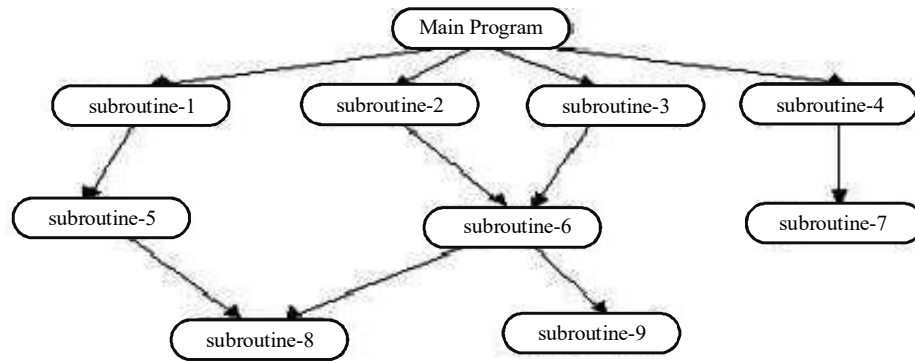 Main Program
subroutine-1
subroutine-2
subroutine-3
subroutine-4
subroutine-5
subroutine-6
subroutine-7
subroutine-8
subroutine-9